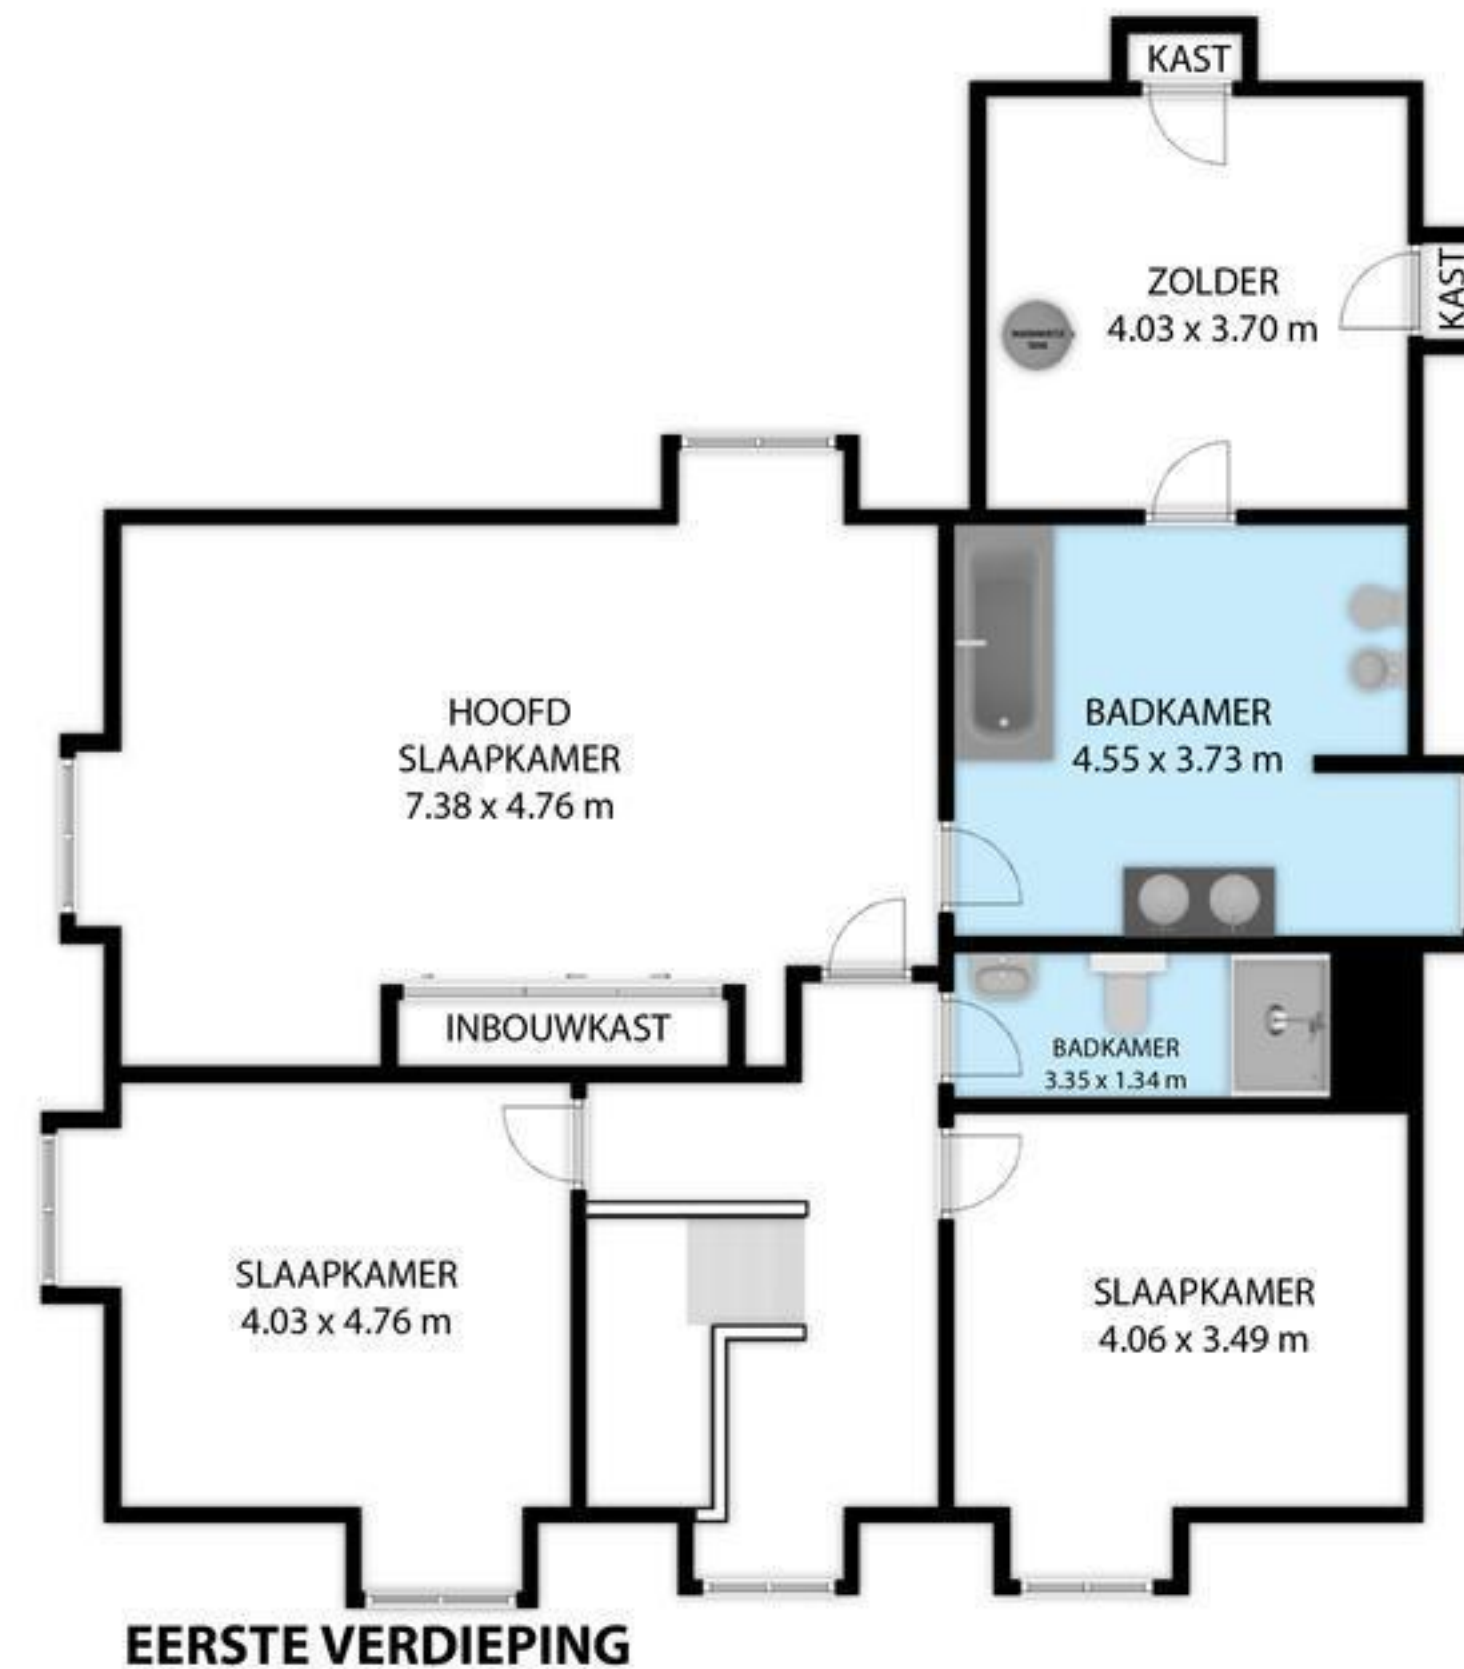 KAST
ZOLDER
4.03 x 3.70 m
KAST
HOOFD
SLAAPKAMER
7.38 x 4.76 m
BADKAMER
4.55 x 3.73 m
INBOUWKAST
BADKAMER
3.35 x 1.34 m
SLAAPKAMER
4.03 x 4.76 m
SLAAPKAMER
4.06 x 3.49 m
EERSTE VERDIEPING